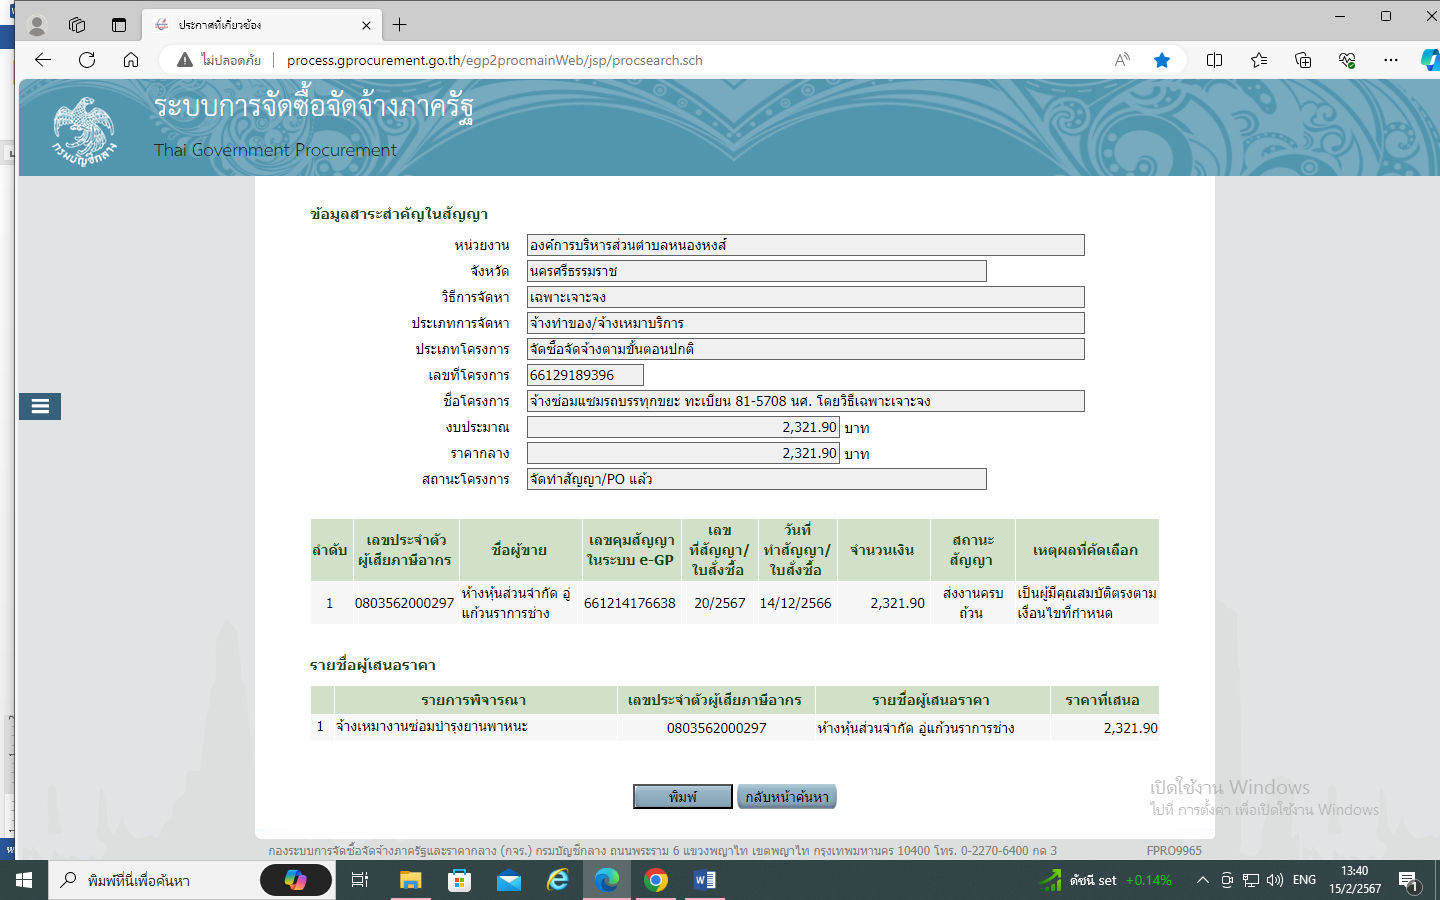 ประกาศที่เกี่ยวข้อง
ไม่ปลอดภัย
process.gprocurement.go.th/egp2procmainWeb/jsp/procsearch.sch
กรมบัญชีกลาง
ระบบการจัดซื้อจัดจ้างภาครัฐ
Thai Government Procurement
ข้อมูลสาระสำคัญในสัญญา
หน่วยงาน องค์การบริหารส่วนตำบลหนองหงส์
จังหวัด นครศรีธรรมราช
วิธีการจัดหา เฉพาะเจาะจง
ประเภทการจัดหา จ้างทำของ/จ้างเหมาบริการ
ประเภทโครงการ จัดซื้อจัดจ้างตามขั้นตอนปกติ
เลขที่โครงการ 66129189396
ชื่อโครงการ จ้างซ่อมแซมรถบรรทุกขยะ ทะเบียน 81-5708 นศ. โดยวิธีเฉพาะเจาะจง
งบประมาณ 2,321.90 บาท
ราคากลาง 2,321.90 บาท
สถานะโครงการ จัดทำสัญญา/PO แล้ว
ลำดับ เลขประจำตัวผู้เสียภาษีอากร ชื่อผู้ขาย เลขคุมสัญญาในระบบ e-GP เลขที่สัญญา/ใบสั่งซื้อ วันที่ทำสัญญา/ใบสั่งซื้อ จำนวนเงิน สถานะสัญญา เหตุผลที่คัดเลือก
1 0803562000297 ห้างหุ้นส่วนจำกัด อู่แก้วนราการช่าง 661214176638 20/2567 14/12/2566 2,321.90 ส่งงานครบถ้วน เป็นผู้มีคุณสมบัติตรงตามเงื่อนไขที่กำหนด
รายชื่อผู้เสนอราคา
รายการพิจารณา เลขประจำตัวผู้เสียภาษีอากร รายชื่อผู้เสนอราคา ราคาที่เสนอ
1 จ้างเหมางานซ่อมบำรุงยานพาหนะ 0803562000297 ห้างหุ้นส่วนจำกัด อู่แก้วนราการช่าง 2,321.90
พิมพ์ กลับหน้าค้นหา
เปิดใช้งาน Windows
ไปที่ การตั้งค่า เพื่อเปิดใช้งาน Windows
กองระบบการจัดซื้อจัดจ้างภาครัฐและราคากลาง (กจร.) กรมบัญชีกลาง ถนนพระราม 6 แขวงพญาไท เขตพญาไท กรุงเทพมหานคร 10400 โทร. 0-2270-6400 กด 3 FPRO9965
พิมพ์ที่นี่เพื่อค้นหา
ดัชนี set +0.14%
ENG
13:40
15/2/2567
1